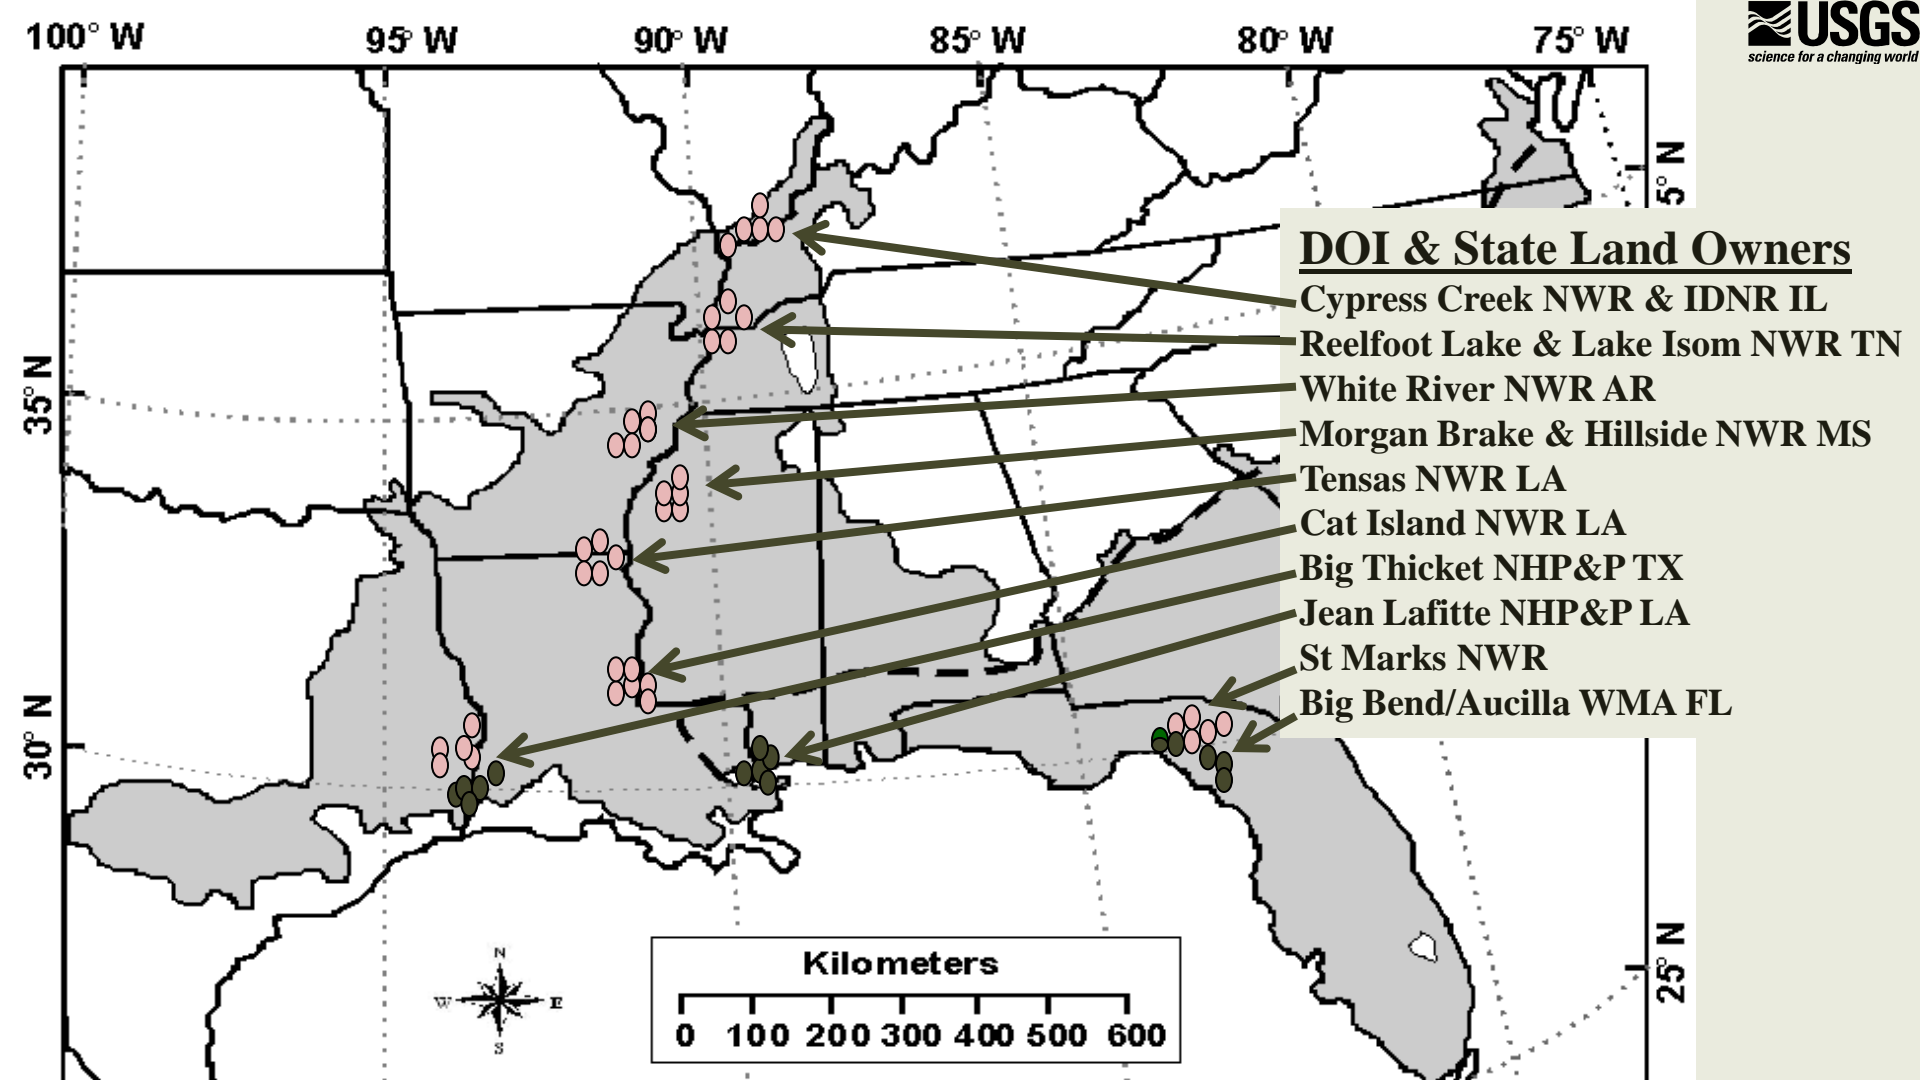 100° W 95° W 90° W 85° W 80° W 75° W
USGS
science for a changing world
5° N
DOI & State Land Owners
Cypress Creek NWR & IDNR IL
Reelfoot Lake & Lake Isom NWR TN
White River NWR AR
Morgan Brake & Hillside NWR MS
Tensas NWR LA
Cat Island NWR LA
Big Thicket NHP&P TX
Jean Lafitte NHP&P LA
St Marks NWR
Big Bend/Aucilla WMA FL
35° N
30° N
25° N
N
W E
S
Kilometers
0 100 200 300 400 500 600